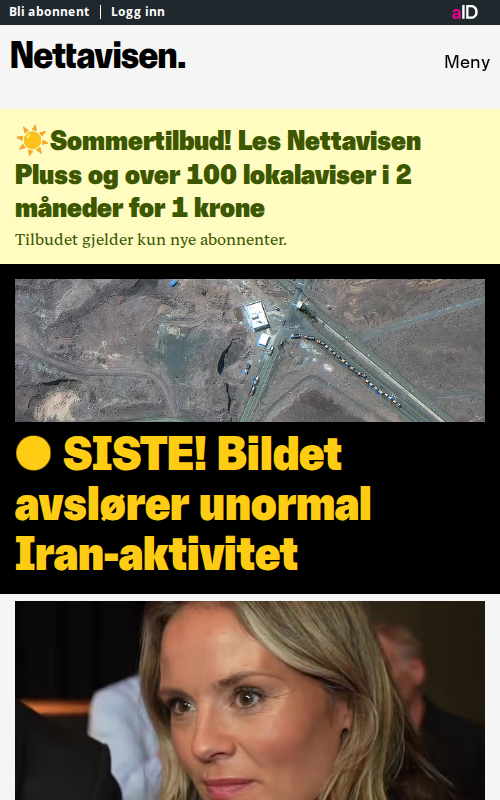 Bli abonnent | Logg inn
aID
Nettavisen.
Meny
☀️Sommertilbud! Les Nettavisen
Pluss og over 100 lokalaviser i 2
måneder for 1 krone
Tilbudet gjelder kun nye abonnenter.
SISTE! Bildet
avslører unormal
Iran-aktivitet